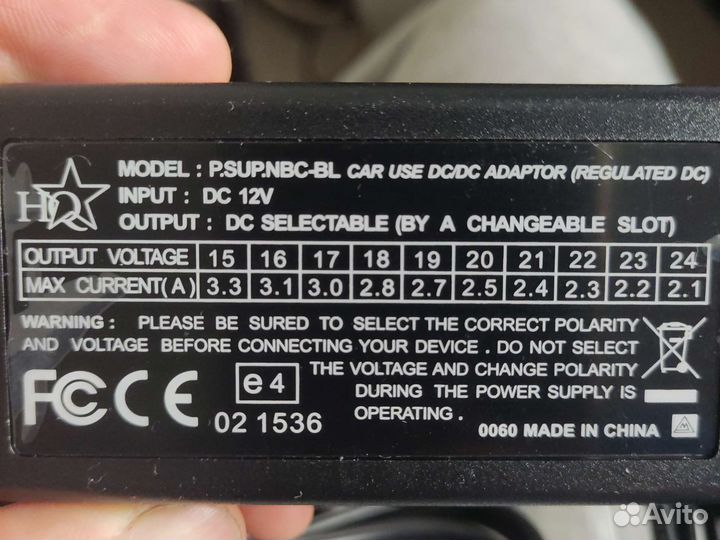 HQ
MODEL : P.SUP.NBC-BL CAR USE DC/DC ADAPTOR (REGULATED DC)
INPUT : DC 12V
OUTPUT : DC SELECTABLE (BY A CHANGEABLE SLOT)
OUTPUT VOLTAGE 15 16 17 18 19 20 21 22 23 24
MAX CURRENT(A) 3.3 3.1 3.0 2.8 2.7 2.5 2.4 2.3 2.2 2.1
WARNING : PLEASE BE SURED TO SELECT THE CORRECT POLARITY
AND VOLTAGE BEFORE CONNECTING YOUR DEVICE . DO NOT SELECT
THE VOLTAGE AND CHANGE POLARITY
DURING THE POWER SUPPLY IS
OPERATING .
FC CE
e4
02 1536
0060 MADE IN CHINA
Avito